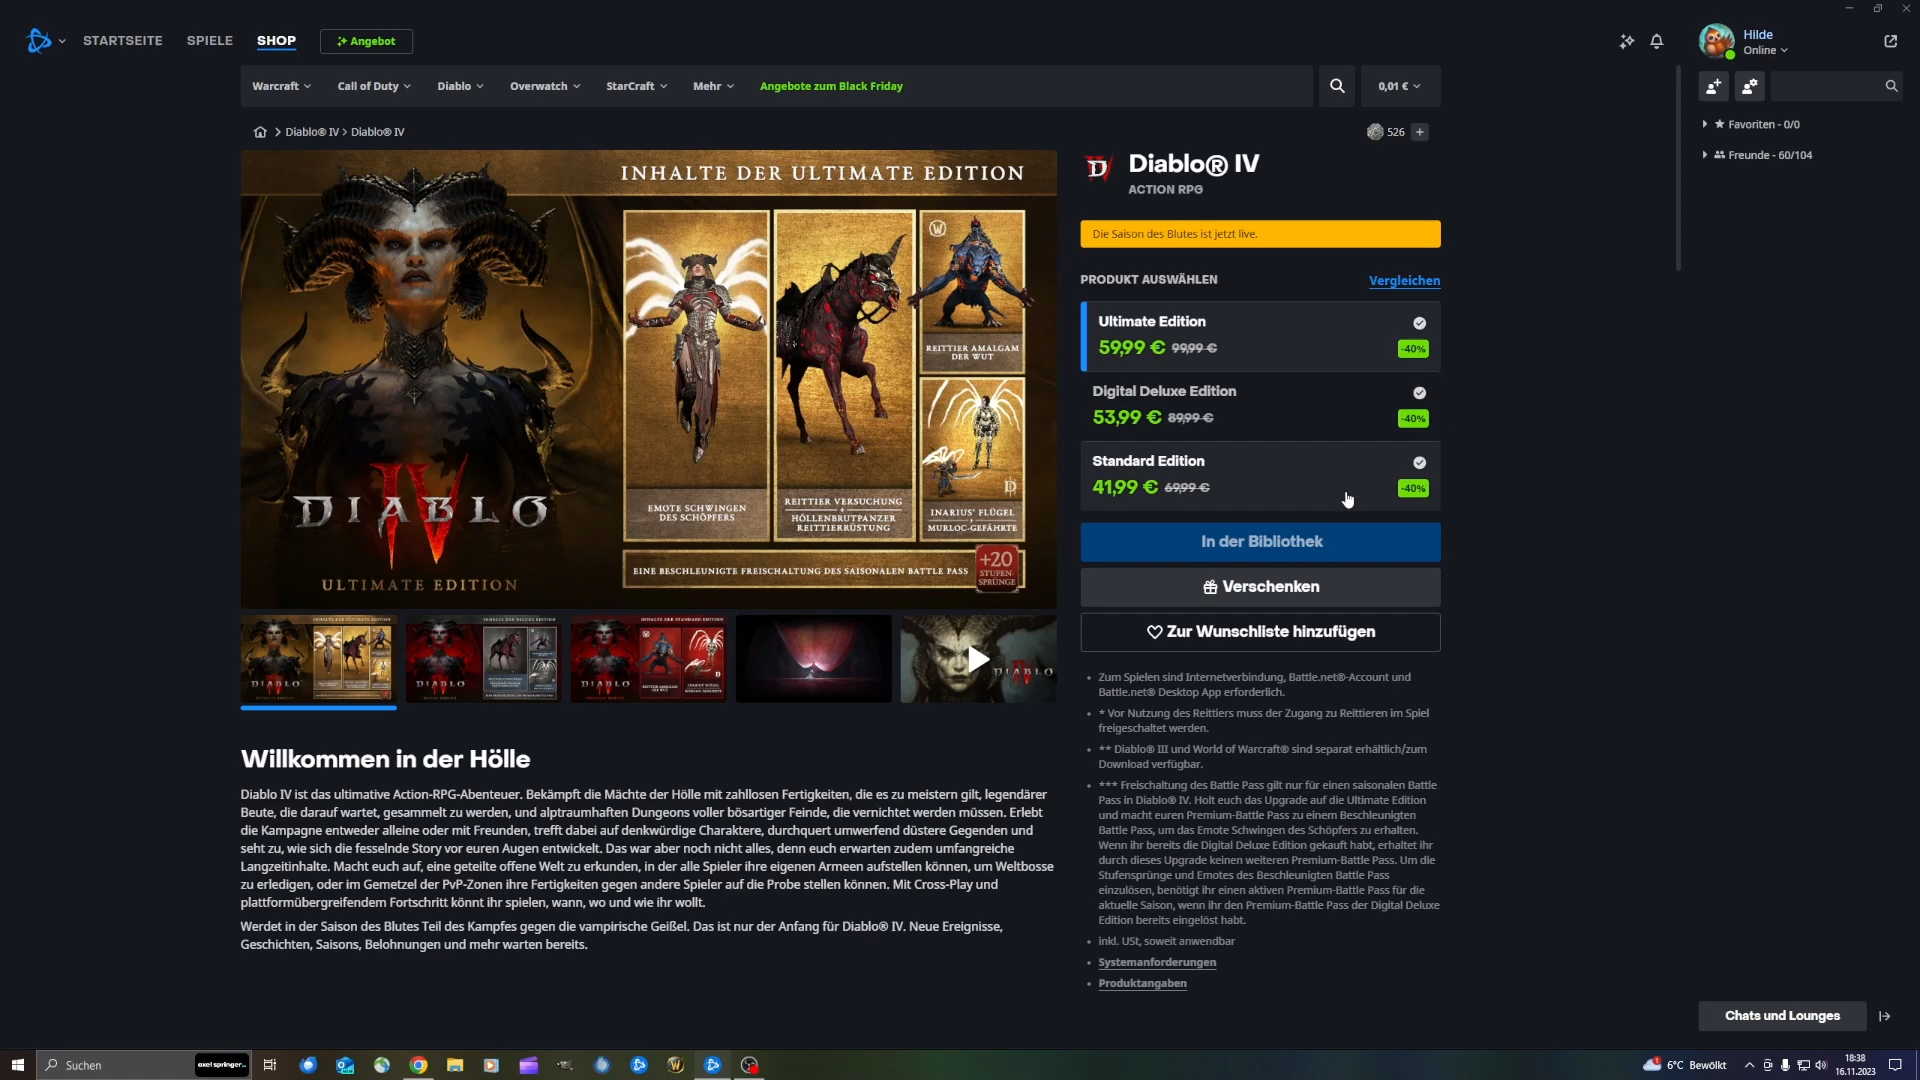 STARTSEITE SPIELE SHOP Angebot
Hilde
Online
Warcraft Call of Duty Diablo Overwatch StarCraft Mehr Angebote zum Black Friday 0,01 €
Favoriten - 0/0
Freunde - 60/104
Diablo® IV > Diablo® IV
526 +
INHALTE DER ULTIMATE EDITION
REITTIER AMALGAM
DER WUT
EMOTE SCHWINGEN
DES SCHÖPFERS
REITTIER VERSUCHUNG
+
HÖLLENBRUTPANZER
REITTIERRÜSTUNG
INARIUS' FLÜGEL
+
MURLOC-GEFÄHRTE
DIABLO
IV
ULTIMATE EDITION
EINE BESCHLEUNIGTE FREISCHALTUNG DES SAISONALEN BATTLE PASS
+20
STUFEN-
SPRÜNGE
Diablo® IV
ACTION RPG
Die Saison des Blutes ist jetzt live.
PRODUKT AUSWÄHLEN Vergleichen
Ultimate Edition
59,99 € 99,99 € -40%
Digital Deluxe Edition
53,99 € 89,99 € -40%
Standard Edition
41,99 € 69,99 € -40%
In der Bibliothek
Verschenken
Zur Wunschliste hinzufügen
Zum Spielen sind Internetverbindung, Battle.net®-Account und
Battle.net® Desktop App erforderlich.
* Vor Nutzung des Reittiers muss der Zugang zu Reittieren im Spiel
freigeschaltet werden.
** Diablo® III und World of Warcraft® sind separat erhältlich/zum
Download verfügbar.
*** Freischaltung des Battle Pass gilt nur für einen saisonalen Battle
Pass in Diablo® IV. Holt euch das Upgrade auf die Ultimate Edition
und macht euren Premium-Battle Pass zu einem Beschleunigten
Battle Pass, um das Emote Schwingen des Schöpfers zu erhalten.
Wenn ihr bereits die Digital Deluxe Edition gekauft habt, erhaltet ihr
durch dieses Upgrade keinen weiteren Premium-Battle Pass. Um die
Stufensprünge und Emotes des Beschleunigten Battle Pass
einzulösen, benötigt ihr einen aktiven Premium-Battle Pass für die
aktuelle Saison, wenn ihr den Premium-Battle Pass der Digital Deluxe
Edition bereits eingelöst habt.
inkl. USt, soweit anwendbar
Systemanforderungen
Produktangaben
Willkommen in der Hölle
Diablo IV ist das ultimative Action-RPG-Abenteuer. Bekämpft die Mächte der Hölle mit zahllosen Fertigkeiten, die es zu meistern gilt, legendärer
Beute, die darauf wartet, gesammelt zu werden, und alptraumhaften Dungeons voller bösartiger Feinde, die vernichtet werden müssen. Erlebt
die Kampagne entweder alleine oder mit Freunden, trefft dabei auf denkwürdige Charaktere, durchquert umwerfend düstere Gegenden und
seht zu, wie sich die fesselnde Story vor euren Augen entwickelt. Das war aber noch nicht alles, denn euch erwarten zudem umfangreiche
Langzeitinhalte. Macht euch auf, eine geteilte offene Welt zu erkunden, in der alle Spieler ihre eigenen Armeen aufstellen können, um Weltbosse
zu erledigen, oder im Gemetzel der PvP-Zonen ihre Fertigkeiten gegen andere Spieler auf die Probe stellen können. Mit Cross-Play und
plattformübergreifendem Fortschritt könnt ihr spielen, wann, wo und wie ihr wollt.
Werdet in der Saison des Blutes Teil des Kampfes gegen die vampirische Geißel. Das ist nur der Anfang für Diablo® IV. Neue Ereignisse,
Geschichten, Saisons, Belohnungen und mehr warten bereits.
Chats und Lounges
Suchen
axel springer...
6°C Bewölkt
18:38
16.11.2023